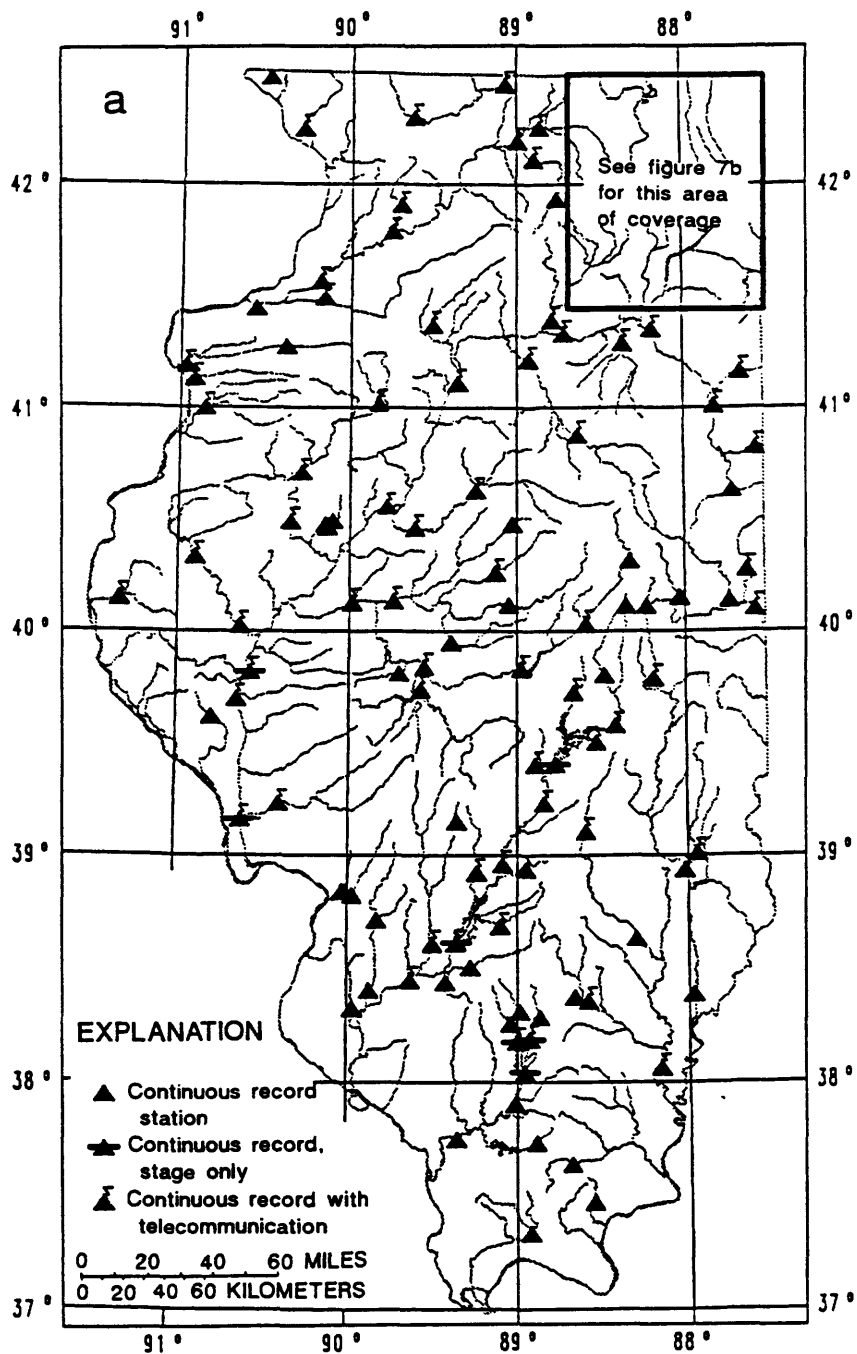 91° 90° 89° 88°
a
See figure 7b
for this area
of coverage
42° 42°
41° 41°
40° 40°
39° 39°
EXPLANATION
38° 38°
Continuous record
station
Continuous record,
stage only
Continuous record with
telecommunication
0 20 40 60 MILES
0 20 40 60 KILOMETERS
37° 37°
91° 90° 89° 88°